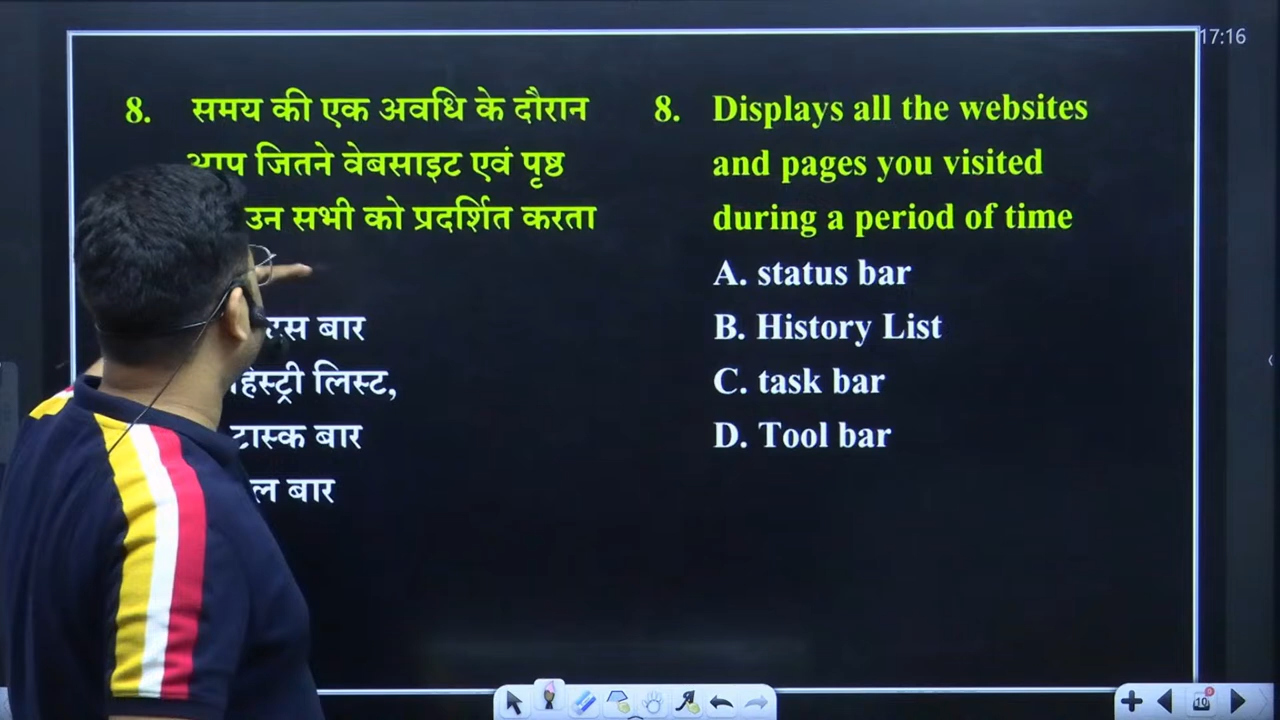 17:16
8. समय की एक अवधि के दौरान
जितने वेबसाइट एवं पृष्ठ
उन सभी को प्रदर्शित करता
बार
लिस्ट,
टास्क बार
बार
8. Displays all the websites
and pages you visited
during a period of time
A. status bar
B. History List
C. task bar
D. Tool bar
10